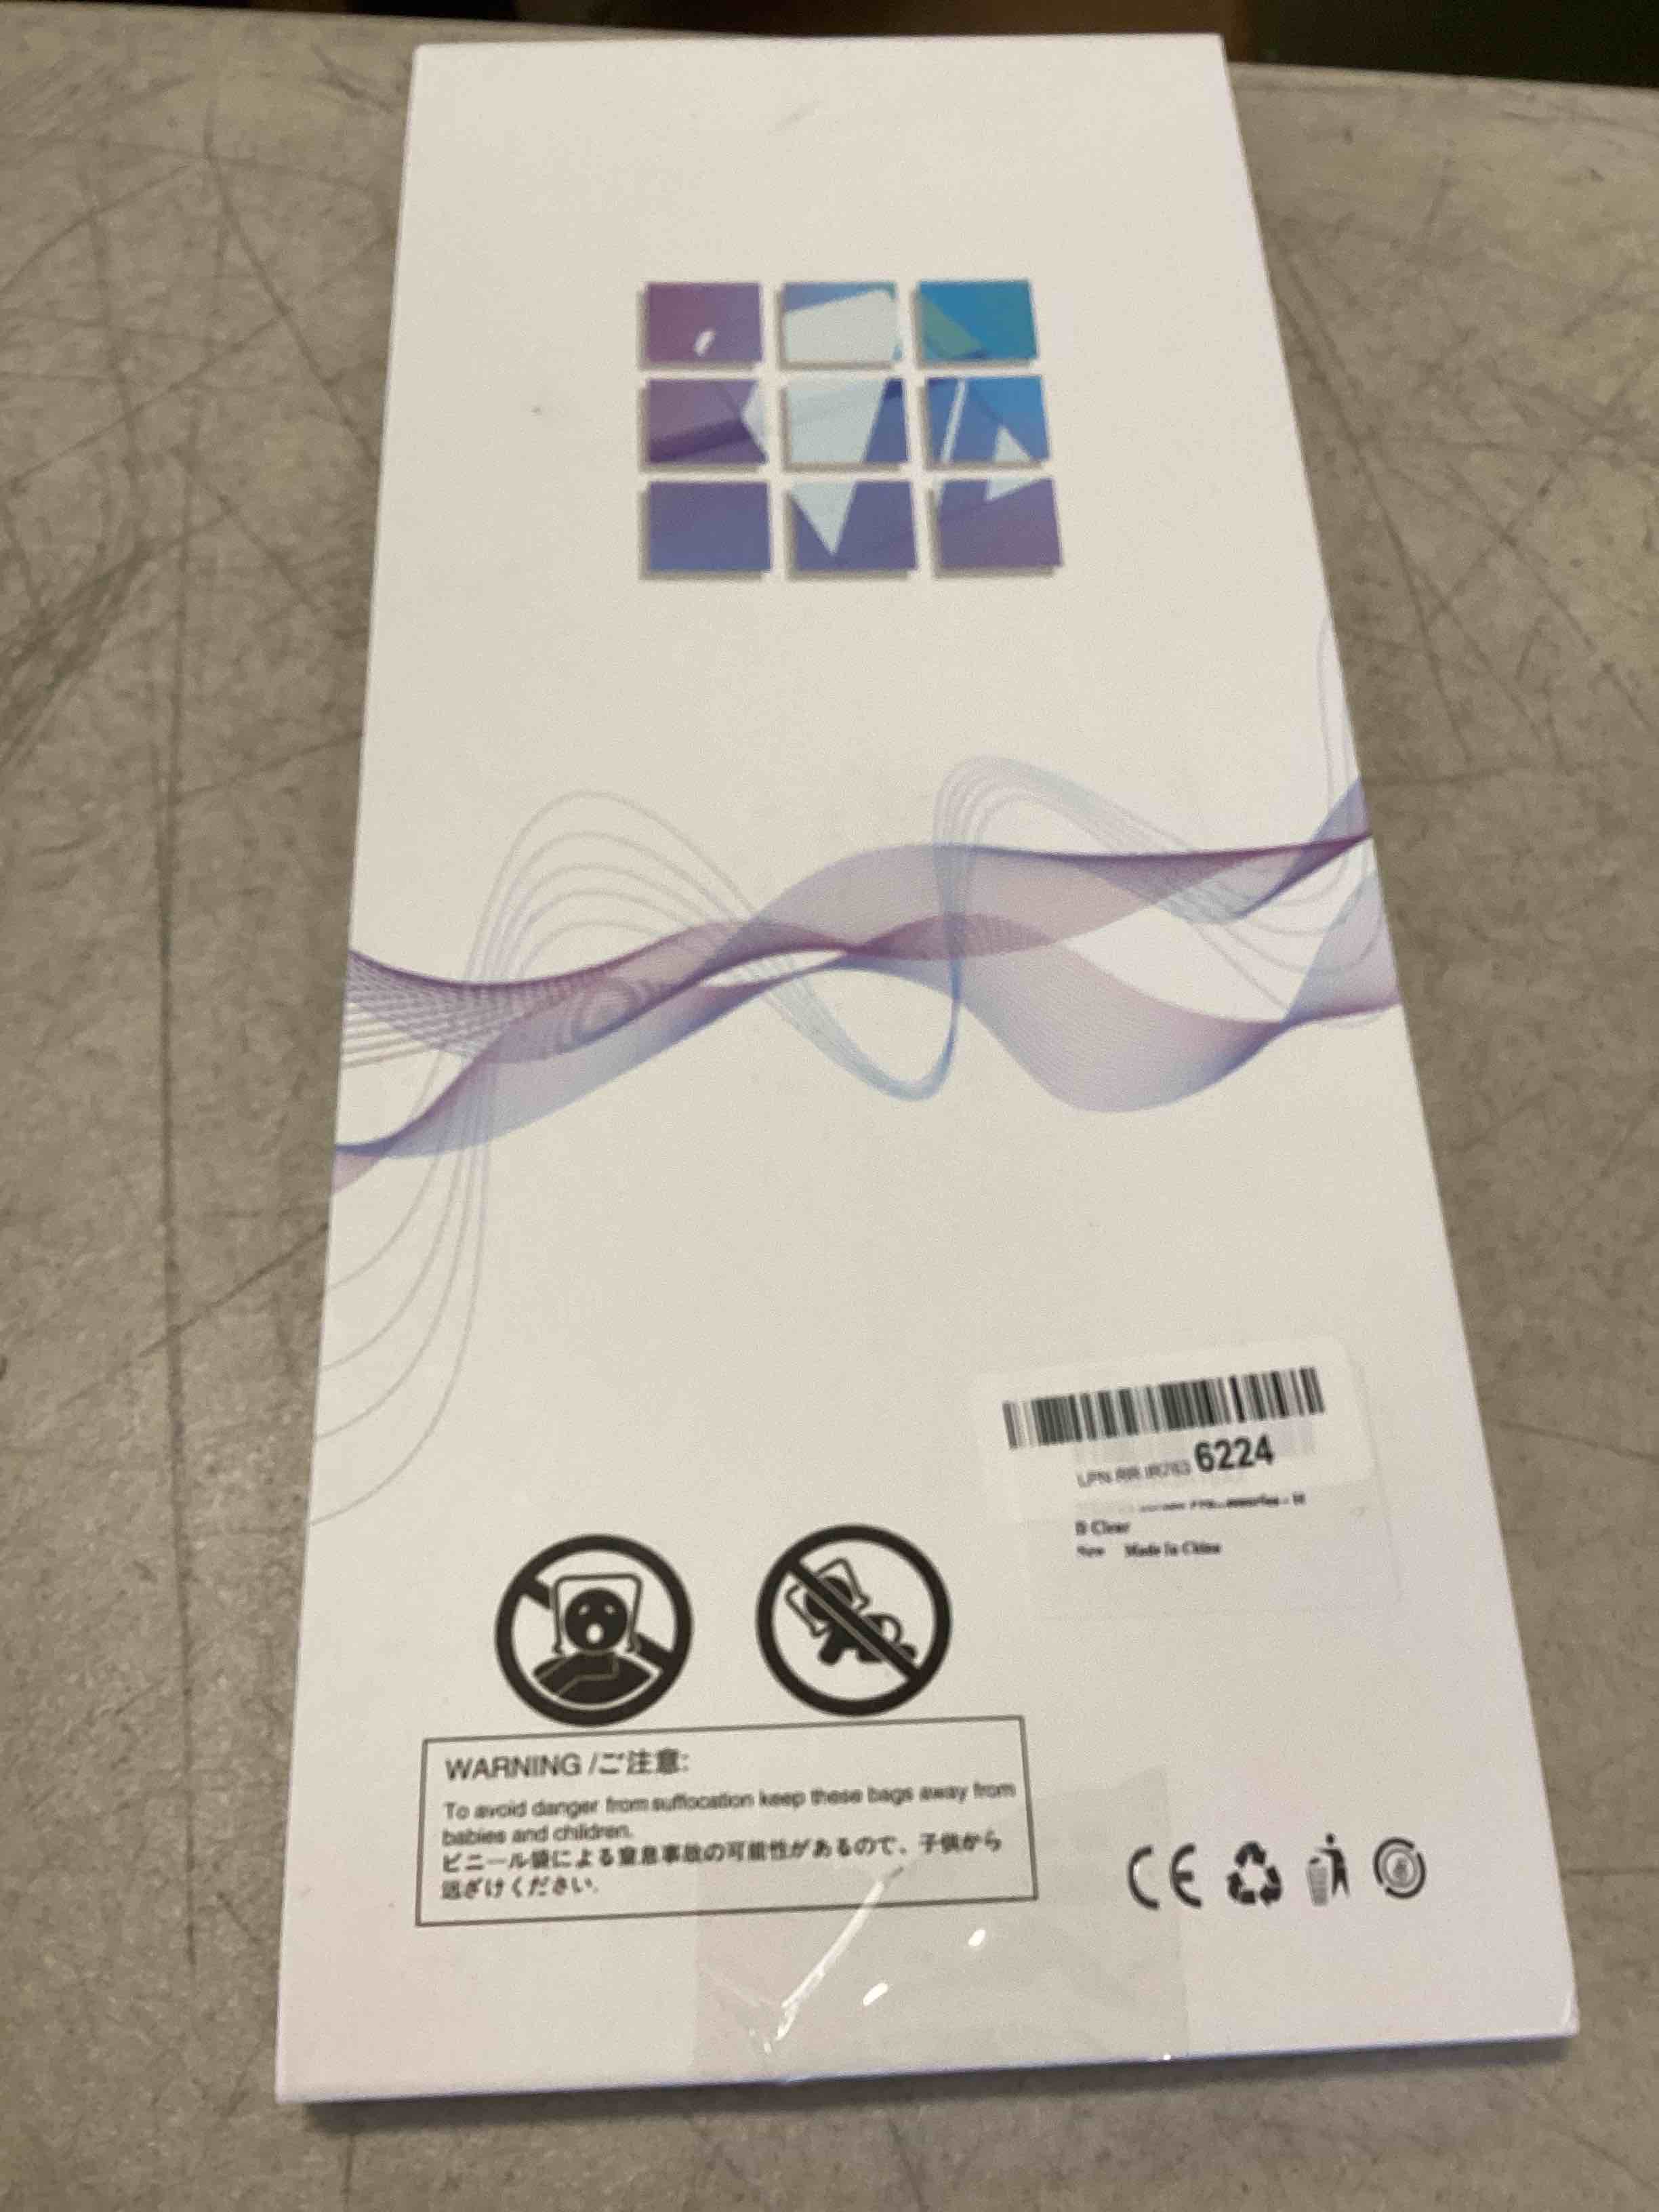 6224
D Clear
New Made In China
WARNING /ご注意:
To avoid danger from suffocation keep these bags away from
babies and children.
ビニール袋による窒息事故の可能性があるので、子供から
遠ざけください.
CE